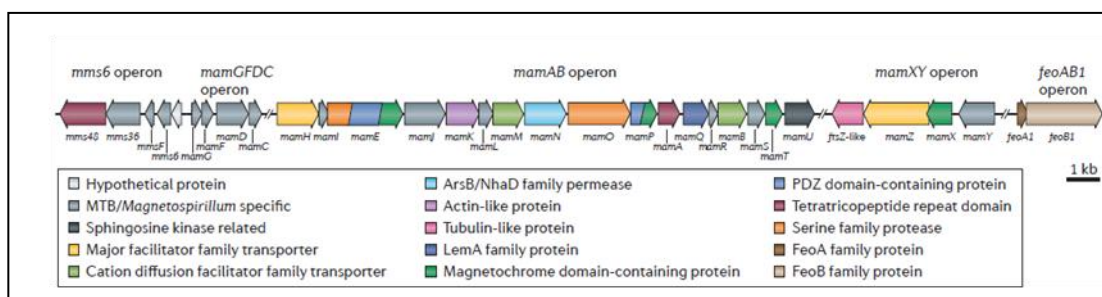 mms6 operon
mamGFDC
operon
mamAB operon
mamXY operon
feoAB1
operon
mms48
mms36
mmsF
mms6
mamG
mamF
mamD
mamC
mamH
mamI
mamE
mamJ
mamK
mamL
mamM
mamN
mamO
mamP
mamA
mamQ
mamR
mamB
mamS
mamT
mamU
ftsZ-like
mamZ
mamX
mamY
feoA1
feoB1
1 kb
Hypothetical protein
MTB/Magnetospirillum specific
Sphingosine kinase related
Major facilitator family transporter
Cation diffusion facilitator family transporter
ArsB/NhaD family permease
Actin-like protein
Tubulin-like protein
LemA family protein
Magnetochrome domain-containing protein
PDZ domain-containing protein
Tetratricopeptide repeat domain
Serine family protease
FeoA family protein
FeoB family protein